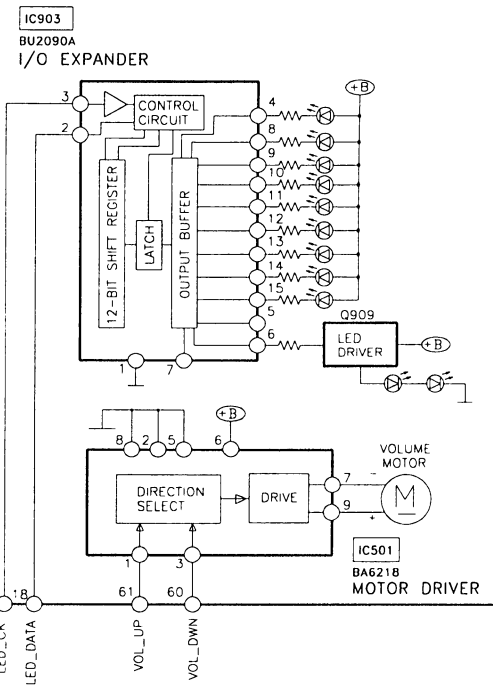 IC903
BU2090A
I/O EXPANDER
+B
3
CONTROL
CIRCUIT
2
4
8
9
10
11
12
13
14
15
5
6
12-BIT SHIFT REGISTER
LATCH
OUTPUT BUFFER
1
7
Q909
LED
DRIVER
+B
+B
8
2
5
6
VOLUME
MOTOR
DIRECTION
SELECT
DRIVE
7
-
M
9
+
1
3
IC501
BA6218
MOTOR DRIVER
18
61
60
LED_CK
LED_DATA
VOL_UP
VOL_DWN